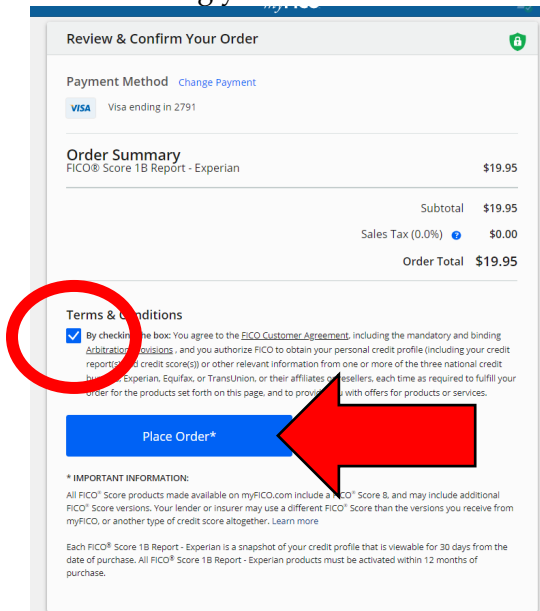 Review & Confirm Your Order
Payment Method Change Payment
VISA Visa ending in 2791
Order Summary
FICO® Score 1B Report - Experian $19.95
Subtotal $19.95
Sales Tax (0.0%) ? $0.00
Order Total $19.95
Terms & Conditions
By checking the box: You agree to the FICO Customer Agreement, including the mandatory and binding
Arbitration Provisions , and you authorize FICO to obtain your personal credit profile (including your credit
report(s) and credit score(s)) or other relevant information from one or more of the three national credit
Experian, Equifax, or TransUnion, or their affiliates or resellers, each time as required to fulfill your
order for the products set forth on this page, and to provide you with offers for products or services.
Place Order*
* IMPORTANT INFORMATION:
All FICO® Score products made available on myFICO.com include a FICO® Score 8, and may include additional
FICO® Score versions. Your lender or insurer may use a different FICO® Score than the versions you receive from
myFICO, or another type of credit score altogether. Learn more
Each FICO® Score 1B Report - Experian is a snapshot of your credit profile that is viewable for 30 days from the
date of purchase. All FICO® Score 1B Report - Experian products must be activated within 12 months of
purchase.